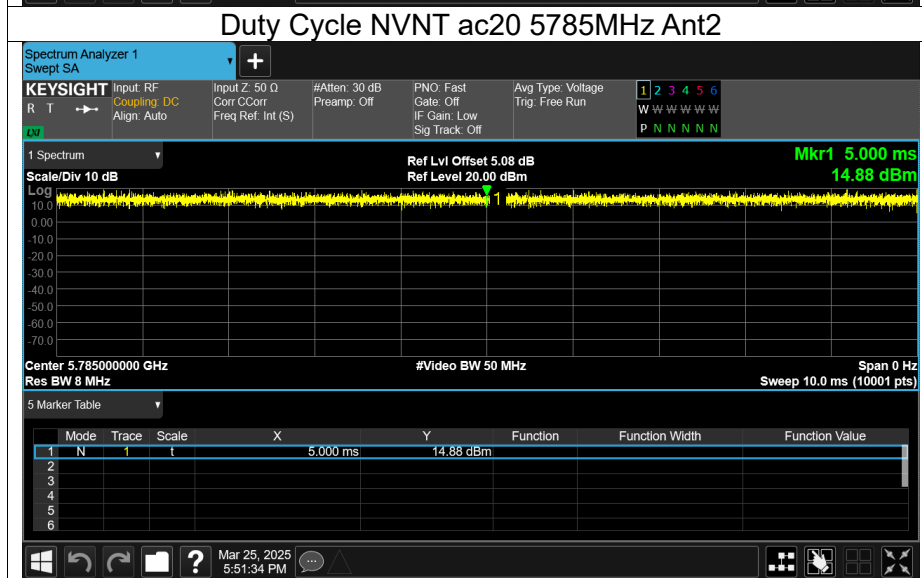 Duty Cycle NVNT ac20 5785MHz Ant2
Spectrum Analyzer 1
Swept SA
+
KEYSIGHT Input: RF Input Z: 50 Ω #Atten: 30 dB PNO: Fast Avg Type: Voltage 1 2 3 4 5 6
R T Coupling: DC Corr CCorr Preamp: Off Gate: Off Trig: Free Run W W W W W W
Align: Auto Freq Ref: Int (S) IF Gain: Low
LXI Sig Track: Off P N N N N N
1 Spectrum Ref Lvl Offset 5.08 dB Mkr1 5.000 ms
Scale/Div 10 dB Ref Level 20.00 dBm 14.88 dBm
Log
10.0 1
0.00
-10.0
-20.0
-30.0
-40.0
-50.0
-60.0
-70.0
Center 5.785000000 GHz #Video BW 50 MHz Span 0 Hz
Res BW 8 MHz Sweep 10.0 ms (10001 pts)
5 Marker Table
Mode Trace Scale X Y Function Function Width Function Value
1 N 1 t 5.000 ms 14.88 dBm
2
3
4
5
6
? Mar 25, 2025
5:51:34 PM